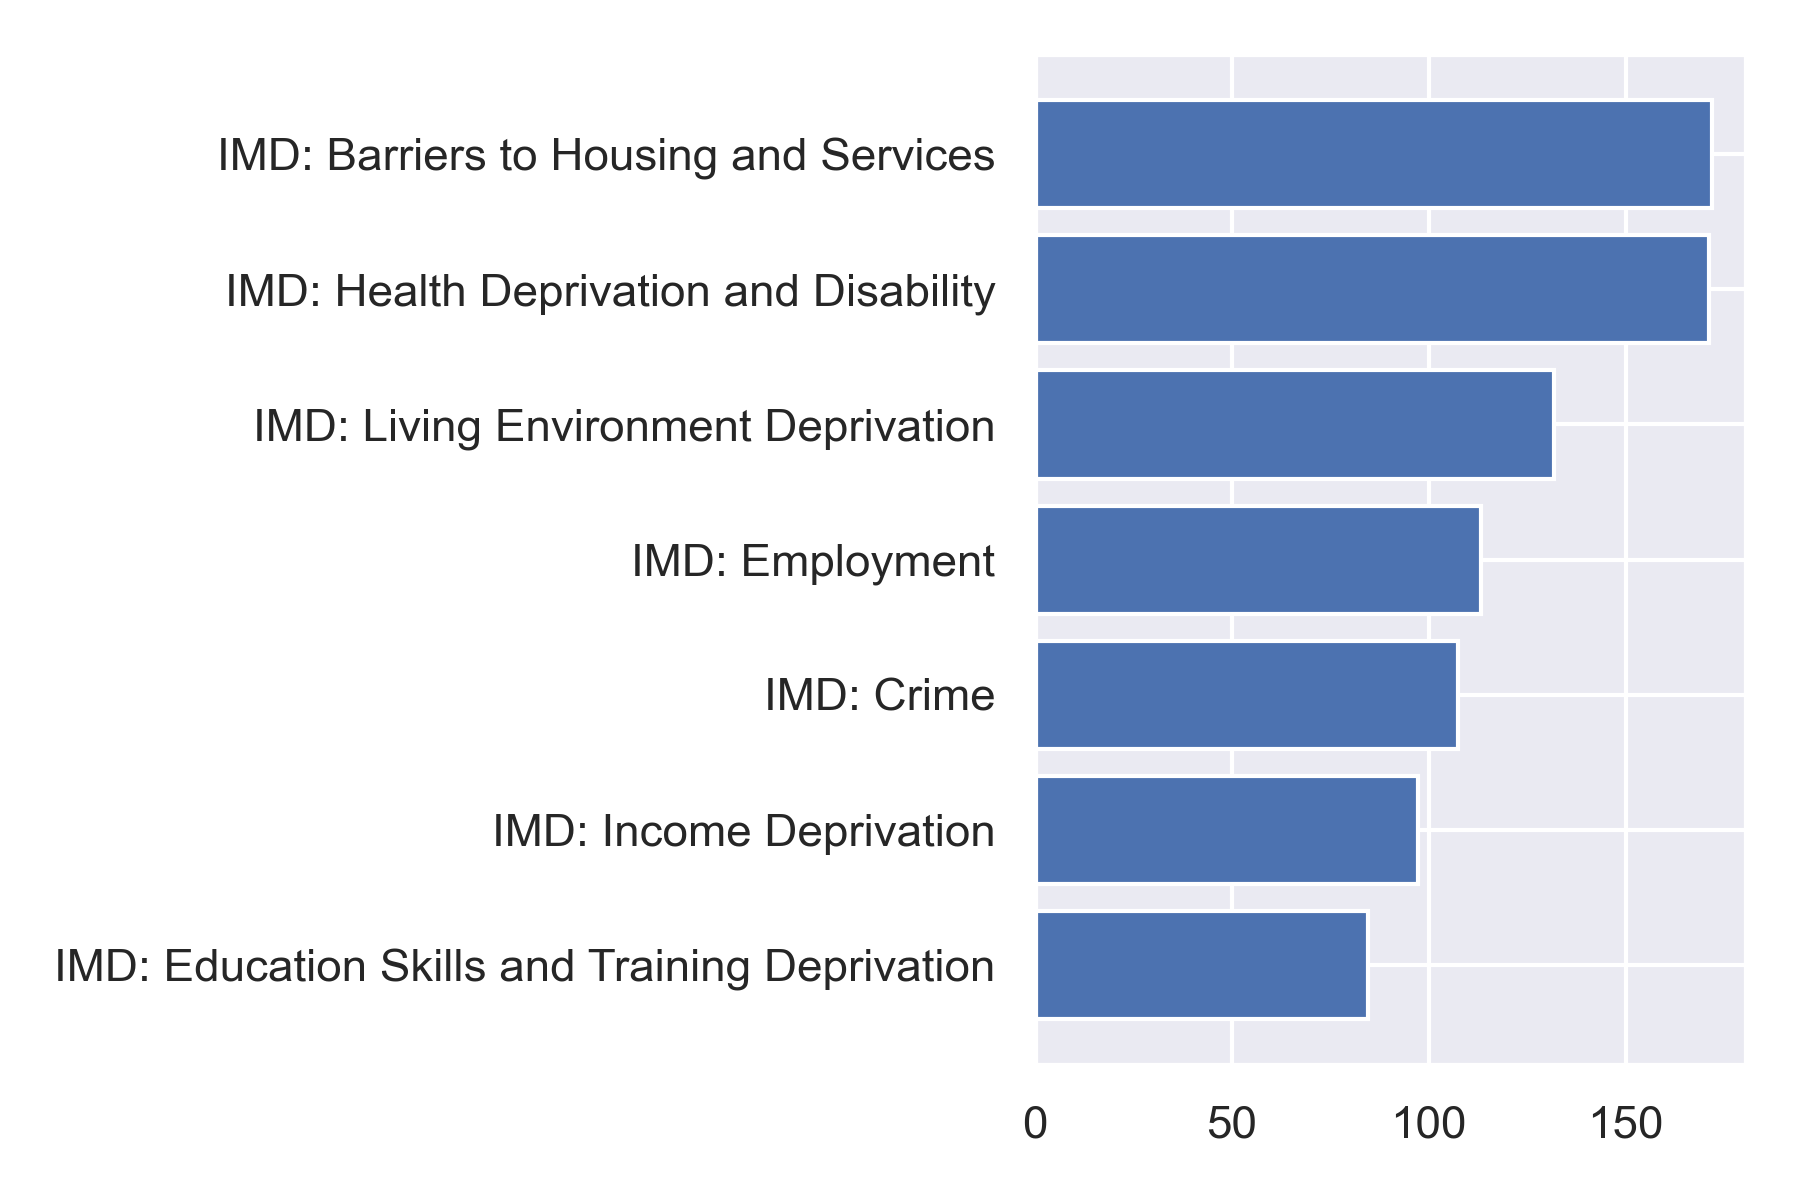 IMD: Barriers to Housing and Services
IMD: Health Deprivation and Disability
IMD: Living Environment Deprivation
IMD: Employment
IMD: Crime
IMD: Income Deprivation
IMD: Education Skills and Training Deprivation
0 50 100 150